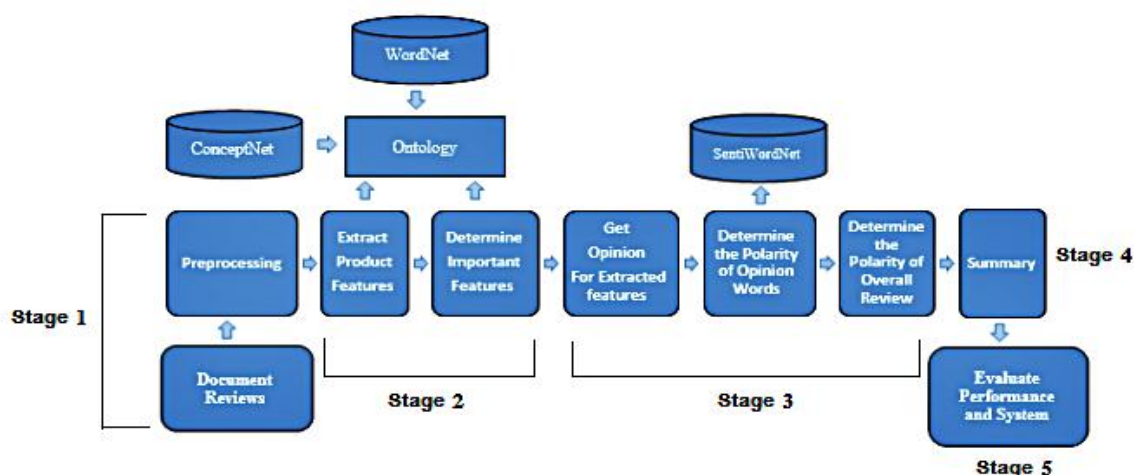 WordNet
ConceptNet
Ontology
SentiWordNet
Preprocessing
Extract
Product
Features
Determine
Important
Features
Get
Opinion
For Extracted
features
Determine
the Polarity
of Opinion
Words
Determine
the
Polarity of
Overall
Review
Summary
Stage 4
Stage 1
Document
Reviews
Stage 2
Stage 3
Evaluate
Performance
and System
Stage 5